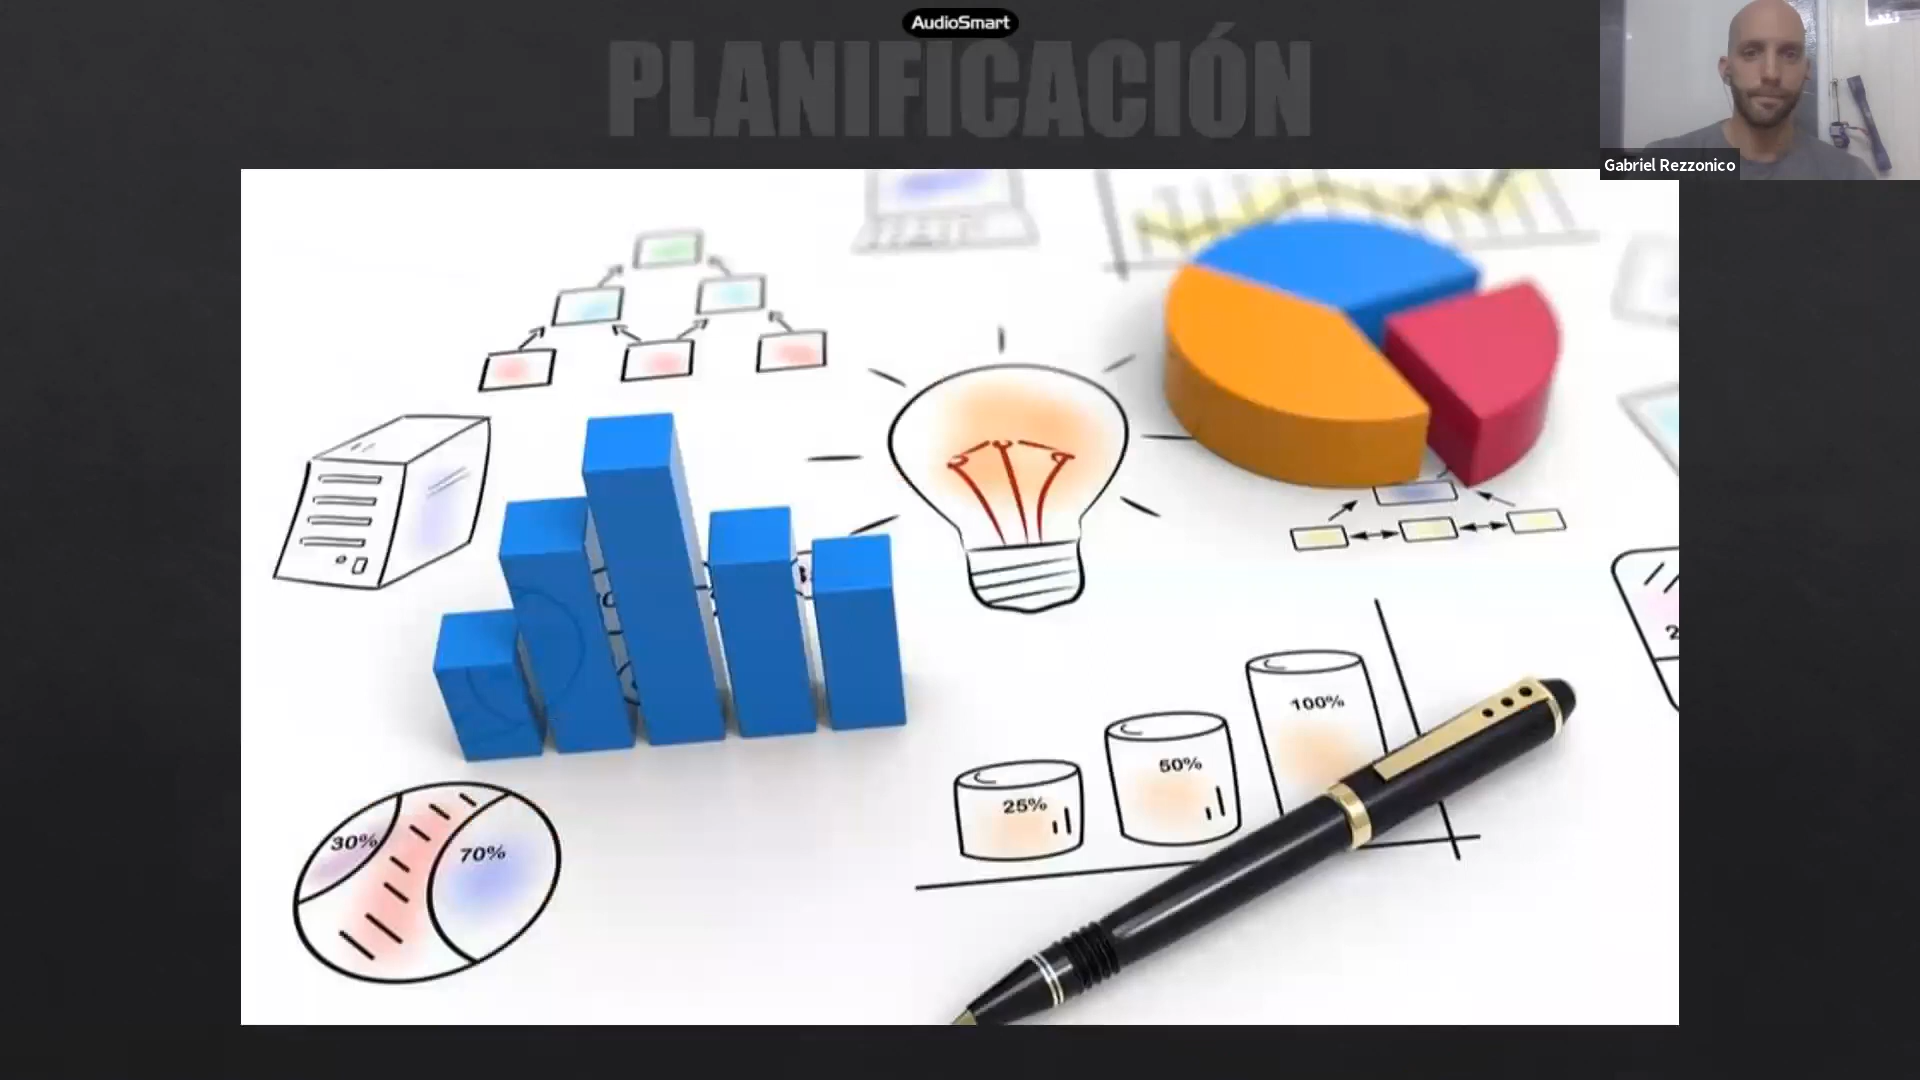 AudioSmart
PLANIFICACIÓN
Gabriel Rezzonico
100%
50%
25%
30%
70%